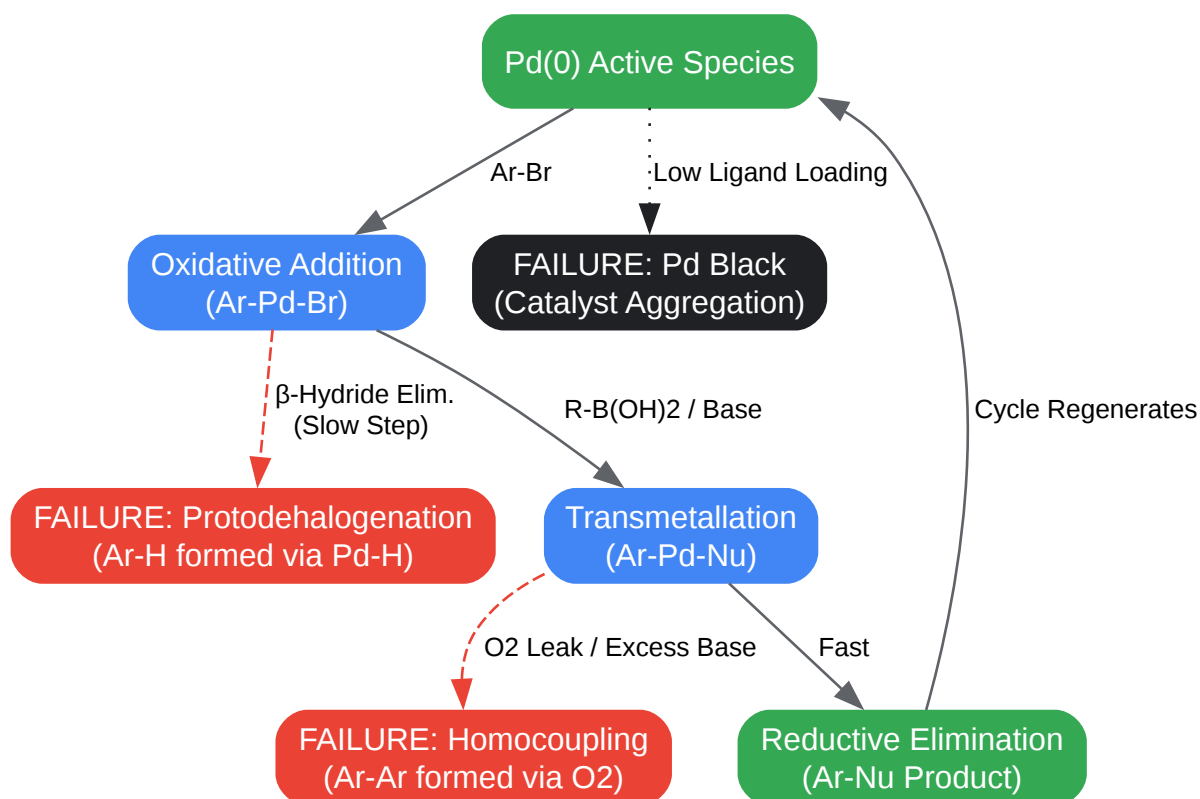 Pd(0) Active Species
Ar-Br
Low Ligand Loading
Oxidative Addition
(Ar-Pd-Br)
FAILURE: Pd Black
(Catalyst Aggregation)
β-Hydride Elim.
(Slow Step)
R-B(OH)2 / Base
Cycle Regenerates
FAILURE: Protodehalogenation
(Ar-H formed via Pd-H)
Transmetallation
(Ar-Pd-Nu)
O2 Leak / Excess Base
Fast
FAILURE: Homocoupling
(Ar-Ar formed via O2)
Reductive Elimination
(Ar-Nu Product)